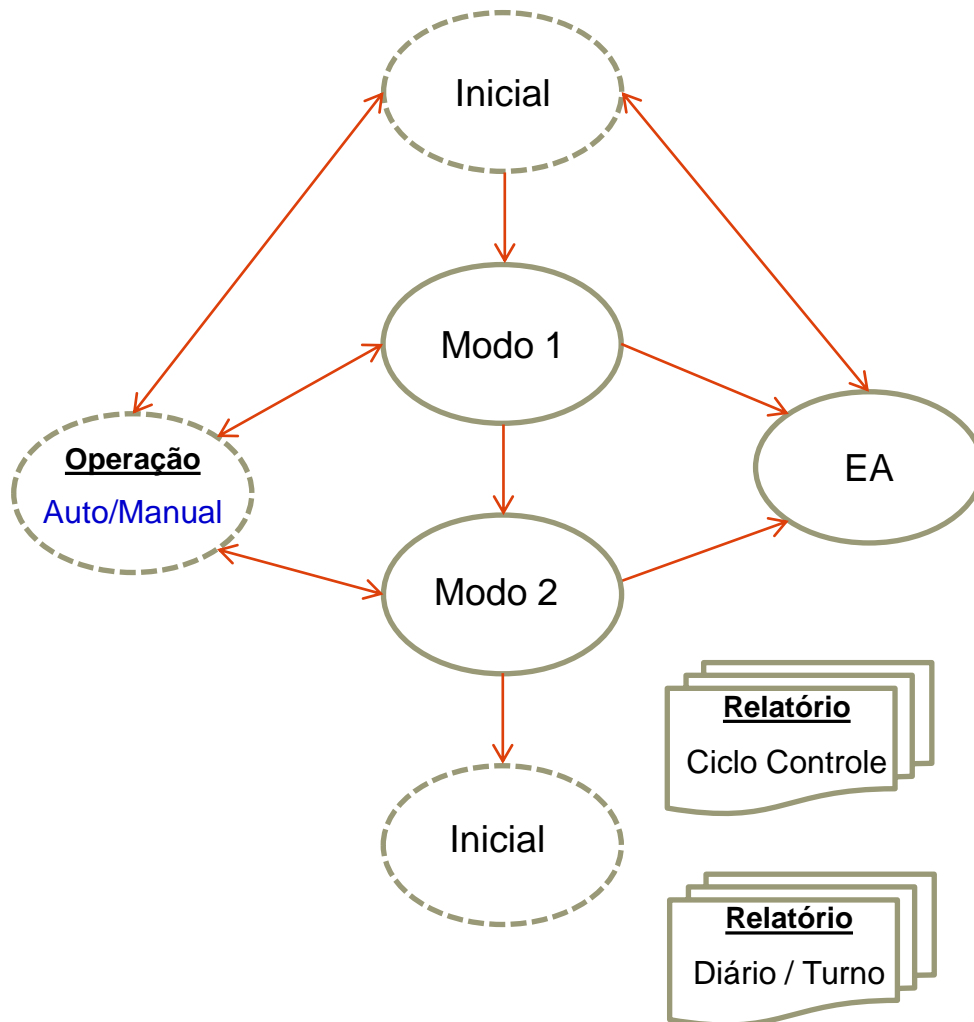 Inicial
Modo 1
Operação
Auto/Manual
EA
Modo 2
Relatório
Ciclo Controle
Inicial
Relatório
Diário / Turno